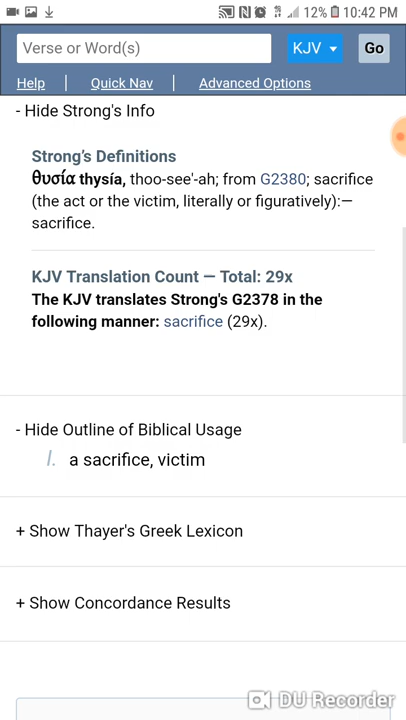 12% 10:42 PM
Verse or Word(s) KJV Go
Help Quick Nav Advanced Options
- Hide Strong's Info
Strong’s Definitions
θυσία thysía, thoo-see'-ah; from G2380; sacrifice
(the act or the victim, literally or figuratively):—
sacrifice.
KJV Translation Count — Total: 29x
The KJV translates Strong's G2378 in the
following manner: sacrifice (29x).
- Hide Outline of Biblical Usage
I. a sacrifice, victim
+ Show Thayer's Greek Lexicon
+ Show Concordance Results
DU Recorder